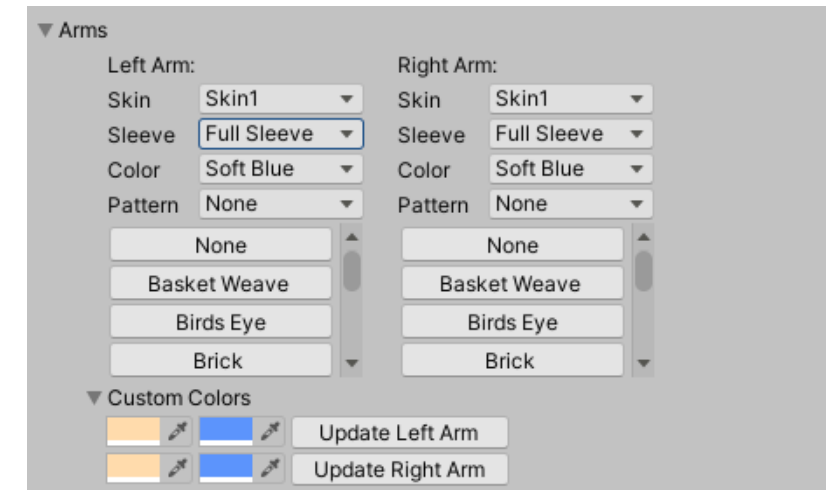 Arms
Left Arm: Right Arm:
Skin Skin1 Skin Skin1
Sleeve Full Sleeve Sleeve Full Sleeve
Color Soft Blue Color Soft Blue
Pattern None Pattern None
None None
Basket Weave Basket Weave
Birds Eye Birds Eye
Brick Brick
Custom Colors
Update Left Arm
Update Right Arm